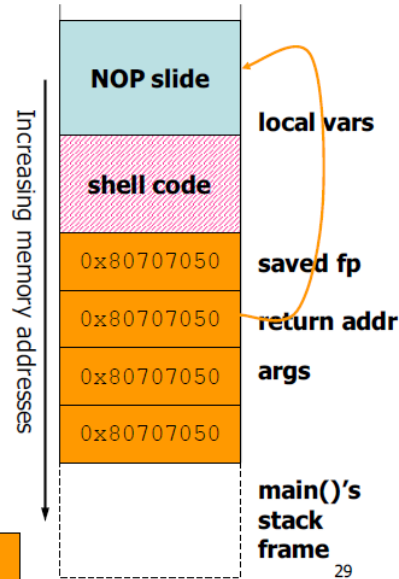 Increasing memory addresses
NOP slide
local vars
shell code
0x80707050
saved fp
0x80707050
return addr
0x80707050
args
0x80707050
main()'s
stack
frame
29